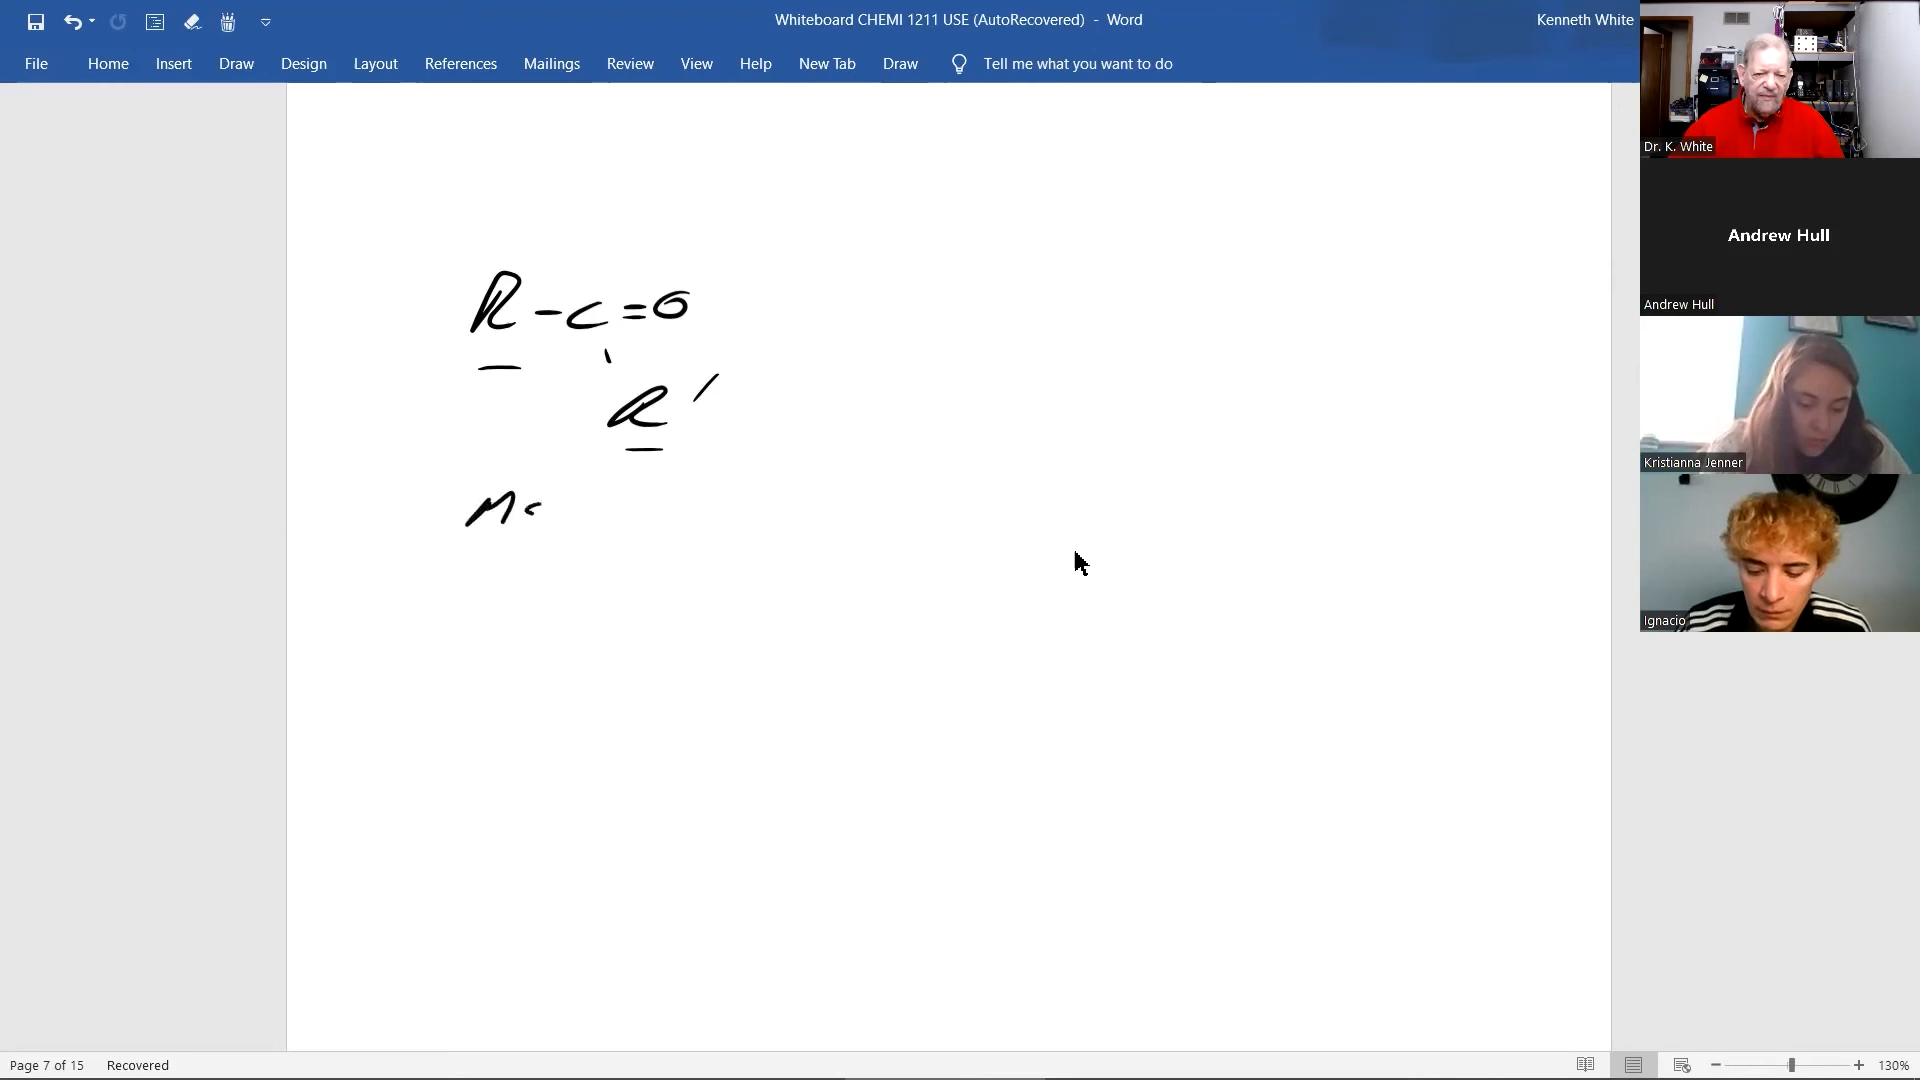 Whiteboard CHEMI 1211 USE (AutoRecovered) - Word
Kenneth White
File Home Insert Draw Design Layout References Mailings Review View Help New Tab Draw Tell me what you want to do
R-C=O
R'
Dr. K. White
Andrew Hull
Andrew Hull
Kristianna Jenner
Ignacio
Page 7 of 15 Recovered
130%